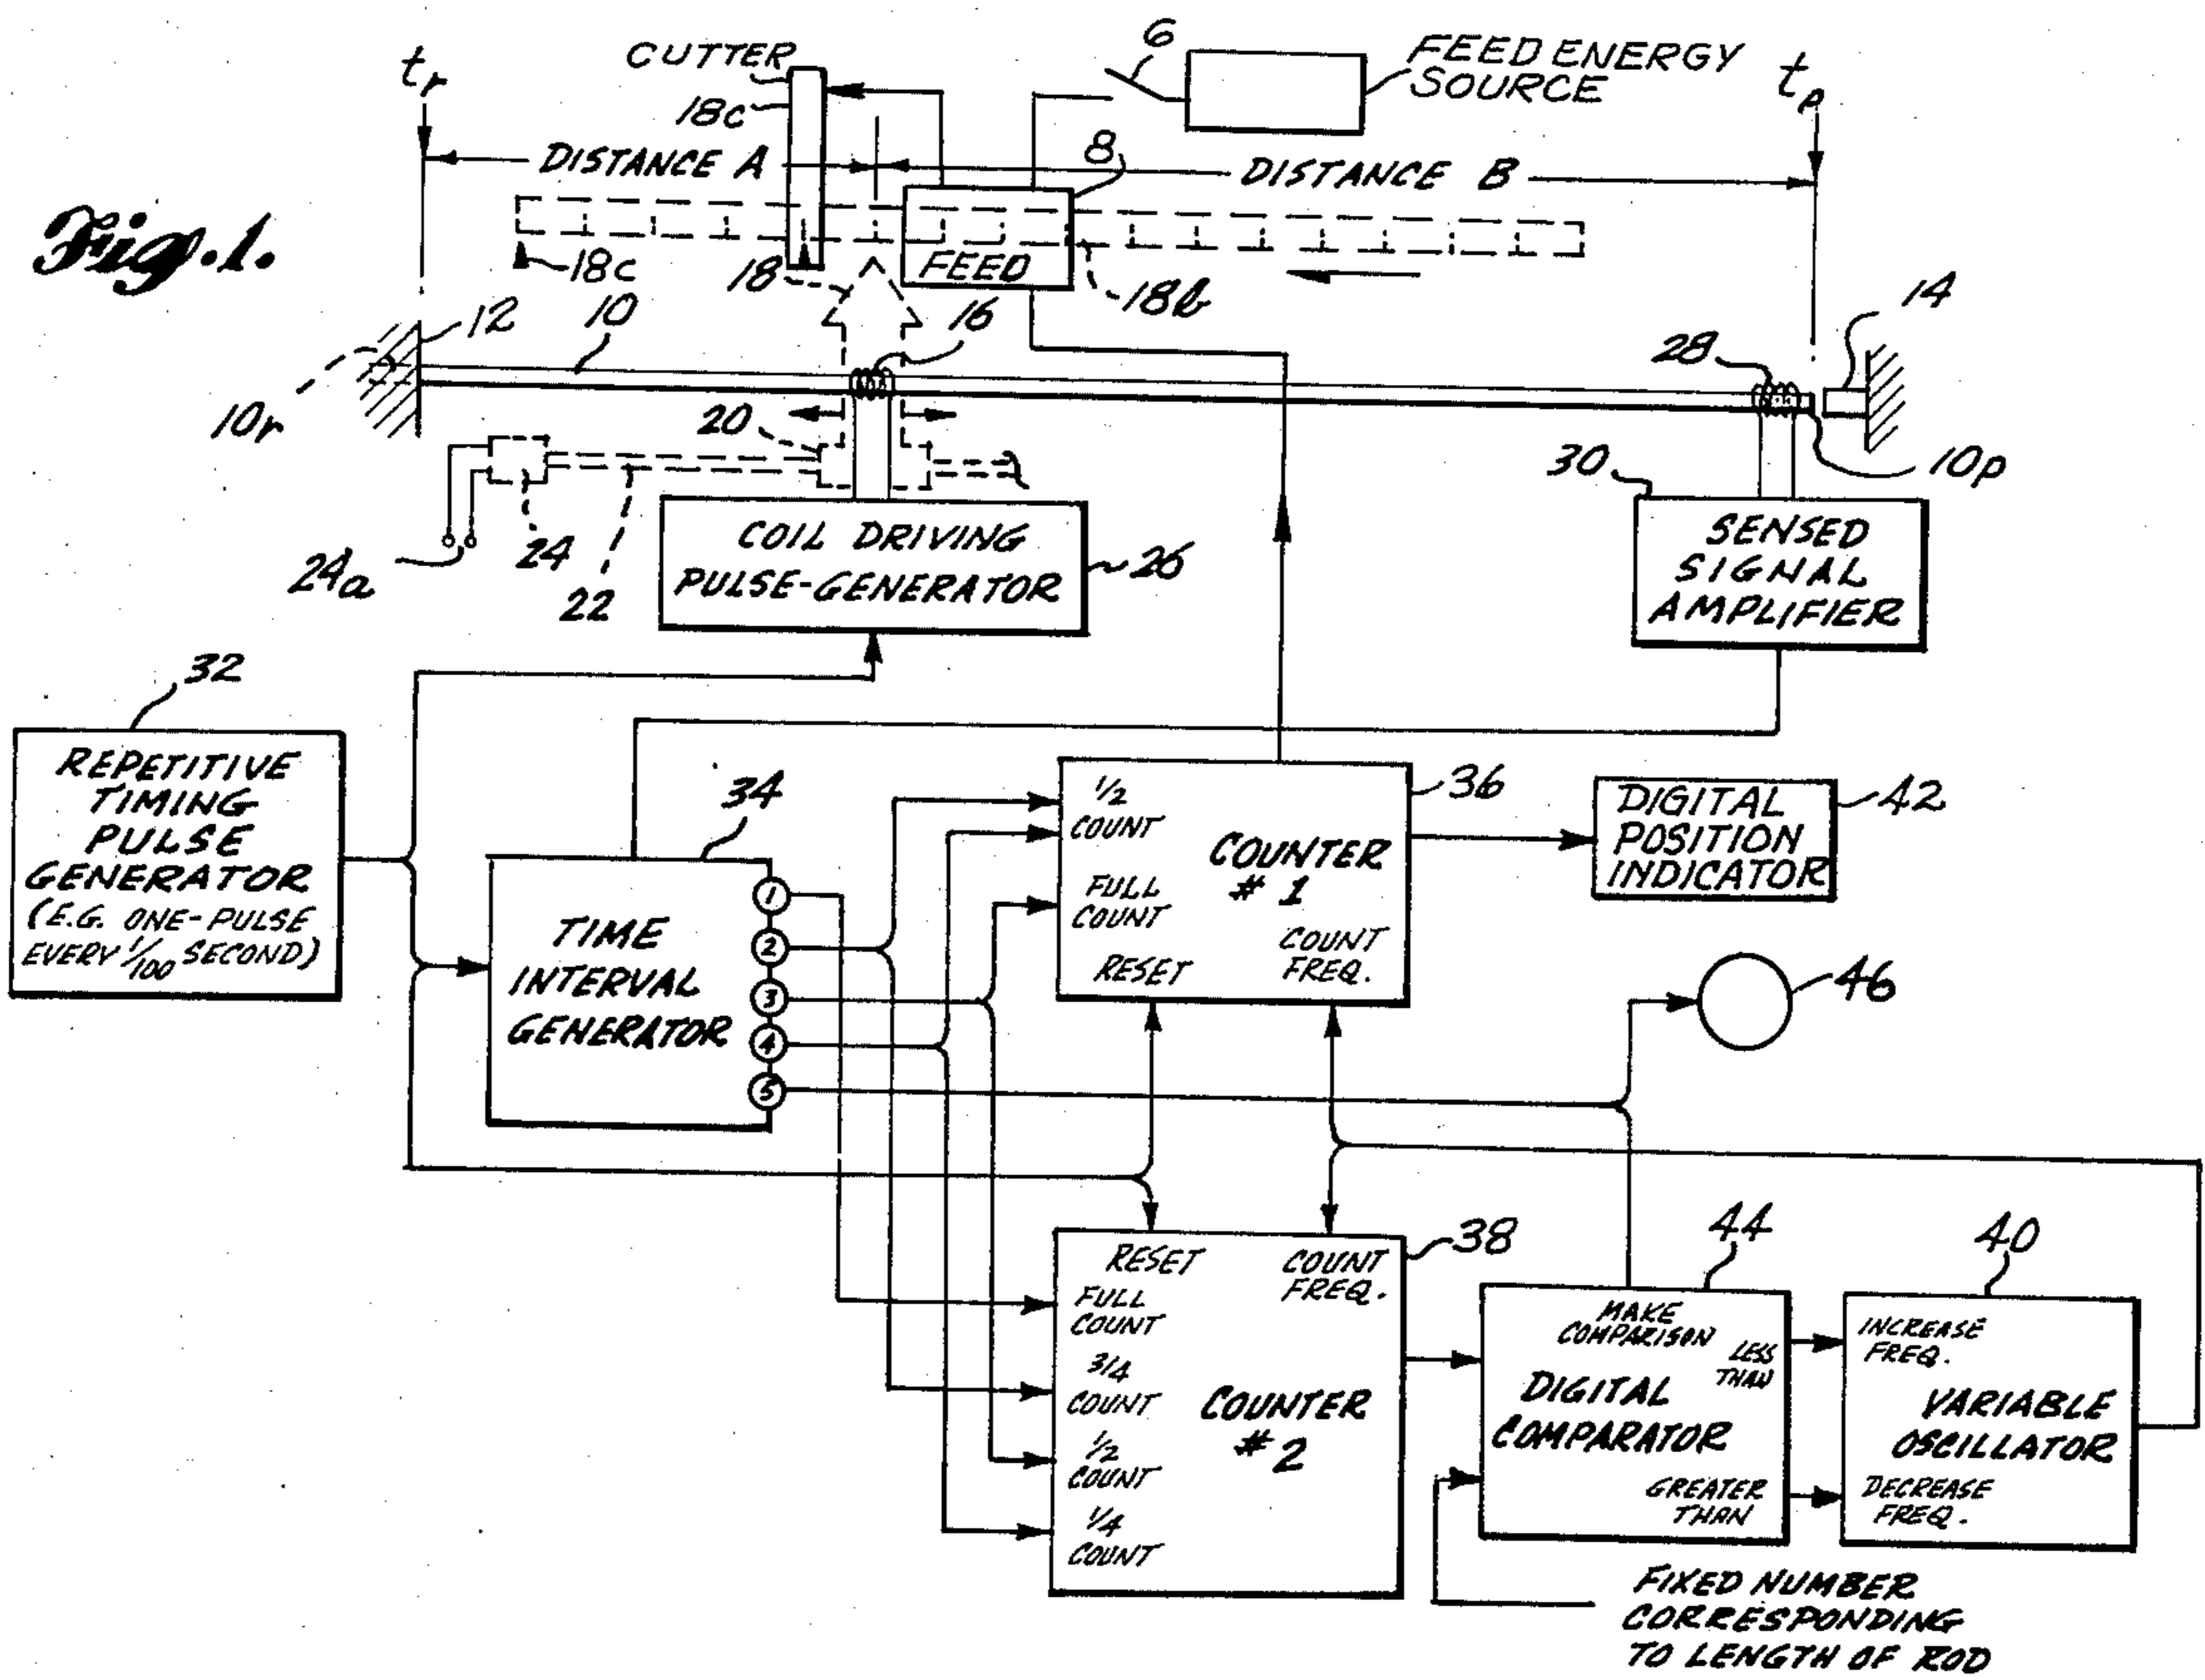 CUTTER
18c
6
FEED ENERGY
SOURCE
tr
tp
DISTANCE A
8
DISTANCE B
Fig. 1.
18c
18
FEED
18b
14
12
10
16
28
10r
20
30
10p
24a
24
22
COIL DRIVING
PULSE-GENERATOR
26
SENSED
SIGNAL
AMPLIFIER
32
REPETITIVE
TIMING
PULSE
GENERATOR
(E.G. ONE-PULSE
EVERY 1/100 SECOND)
34
TIME
INTERVAL
GENERATOR
1
2
3
4
5
1/2
COUNT
FULL
COUNT
RESET
COUNTER
# 1
COUNT
FREQ.
36
DIGITAL
POSITION
INDICATOR
42
46
RESET
COUNT
FREQ.
38
FULL
COUNT
3/4
COUNT
1/2
COUNT
1/4
COUNT
COUNTER
# 2
44
MAKE
COMPARISON
LESS
THAN
DIGITAL
COMPARATOR
GREATER
THAN
40
INCREASE
FREQ.
VARIABLE
OSCILLATOR
DECREASE
FREQ.
FIXED NUMBER
CORRESPONDING
TO LENGTH OF ROD